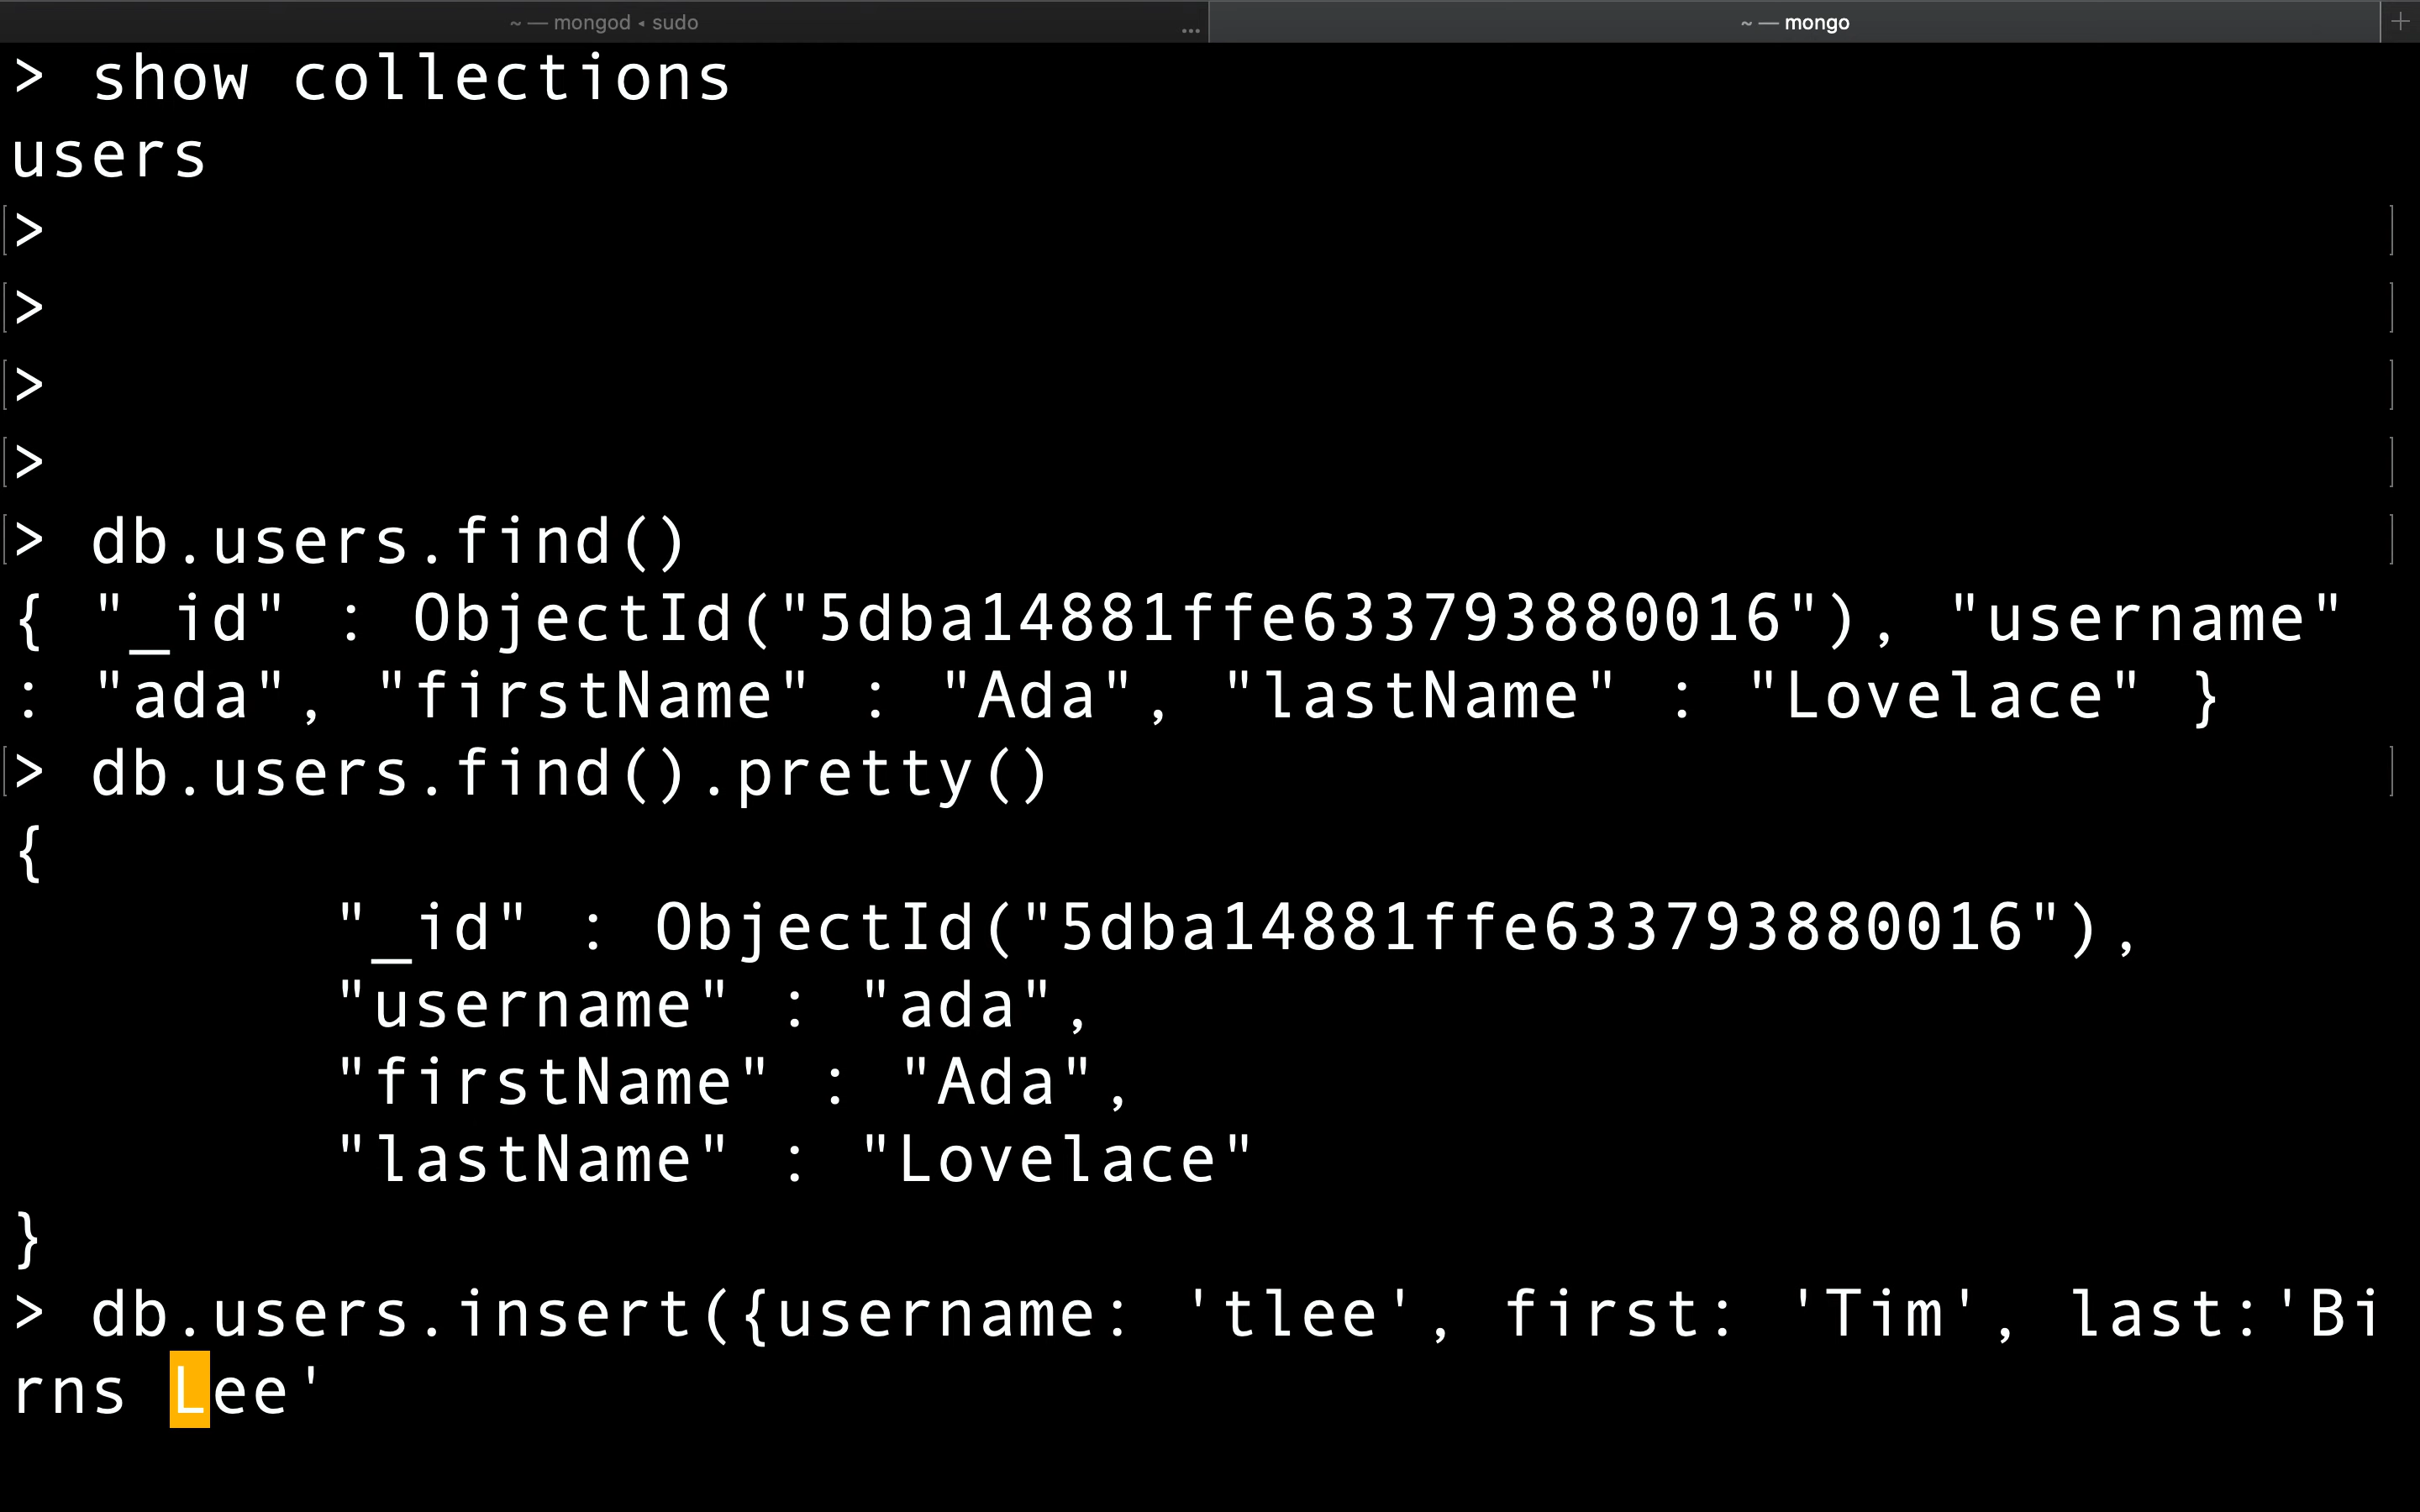 ~ — mongod ◂ sudo ... ~ — mongo +
> show collections
users
[> ]
[> ]
[> ]
[> ]
[> db.users.find() ]
{ "_id" : ObjectId("5dba14881ffe633793880016"), "username"
: "ada", "firstName" : "Ada", "lastName" : "Lovelace" }
[> db.users.find().pretty() ]
{
        "_id" : ObjectId("5dba14881ffe633793880016"),
        "username" : "ada",
        "firstName" : "Ada",
        "lastName" : "Lovelace"
}
> db.users.insert({username: 'tlee', first: 'Tim', last:'Bi
rns Lee'